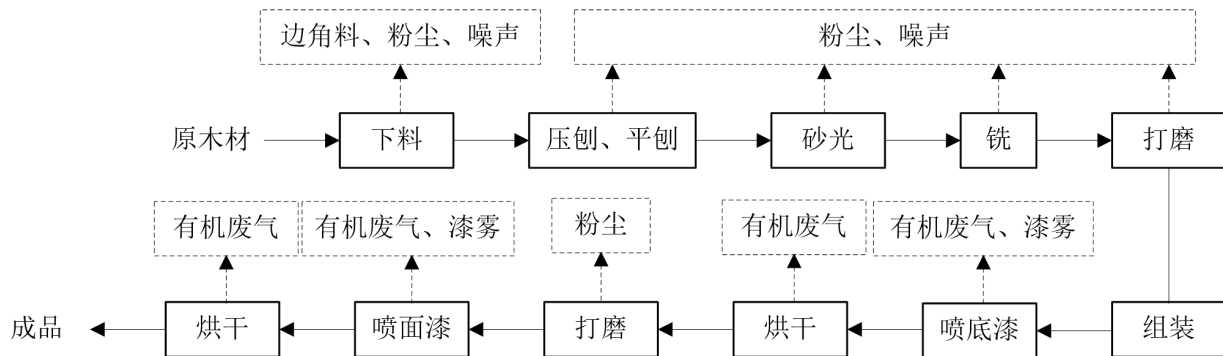 边角料、粉尘、噪声
粉尘、噪声
原木材
下料
压刨、平刨
砂光
铣
打磨
有机废气
有机废气、漆雾
粉尘
有机废气
有机废气、漆雾
成品
烘干
喷面漆
打磨
烘干
喷底漆
组装